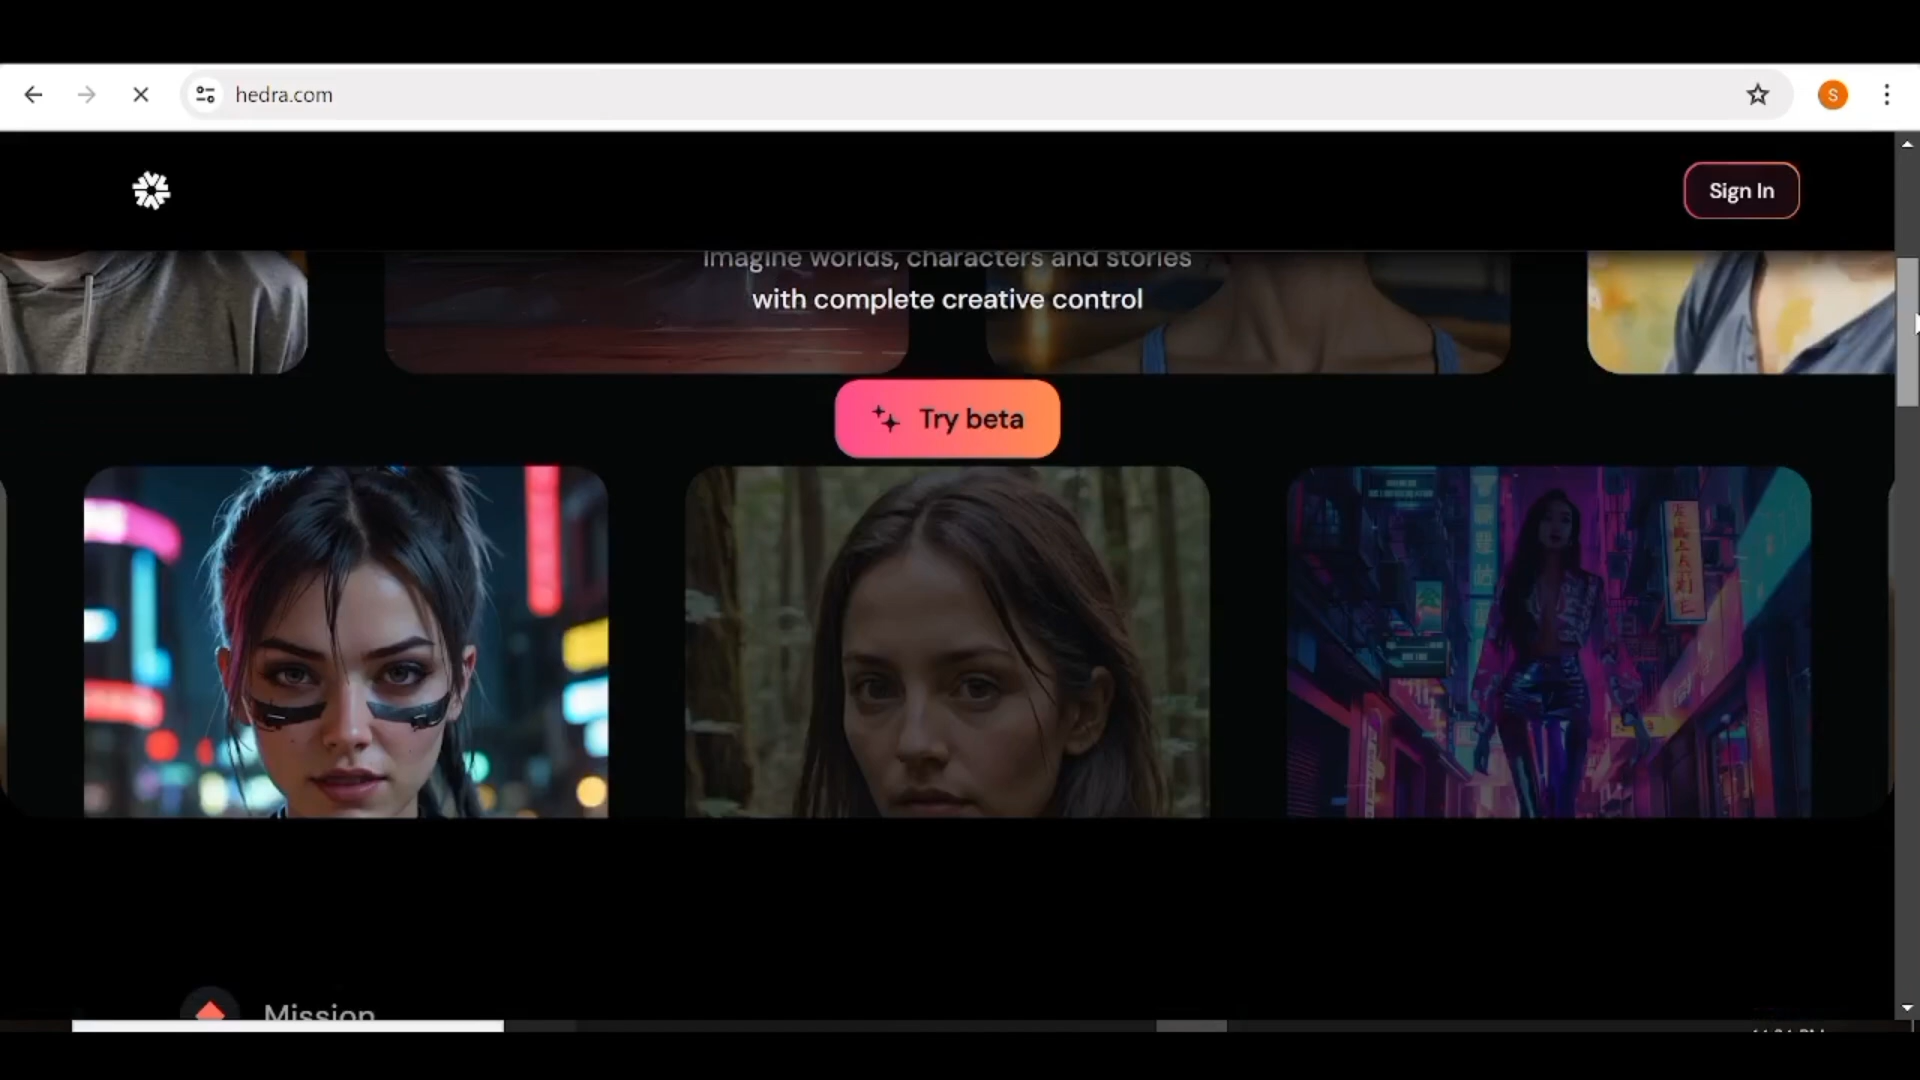 hedra.com
S
Sign In
Imagine worlds, characters and stories
with complete creative control
Try beta
Mission